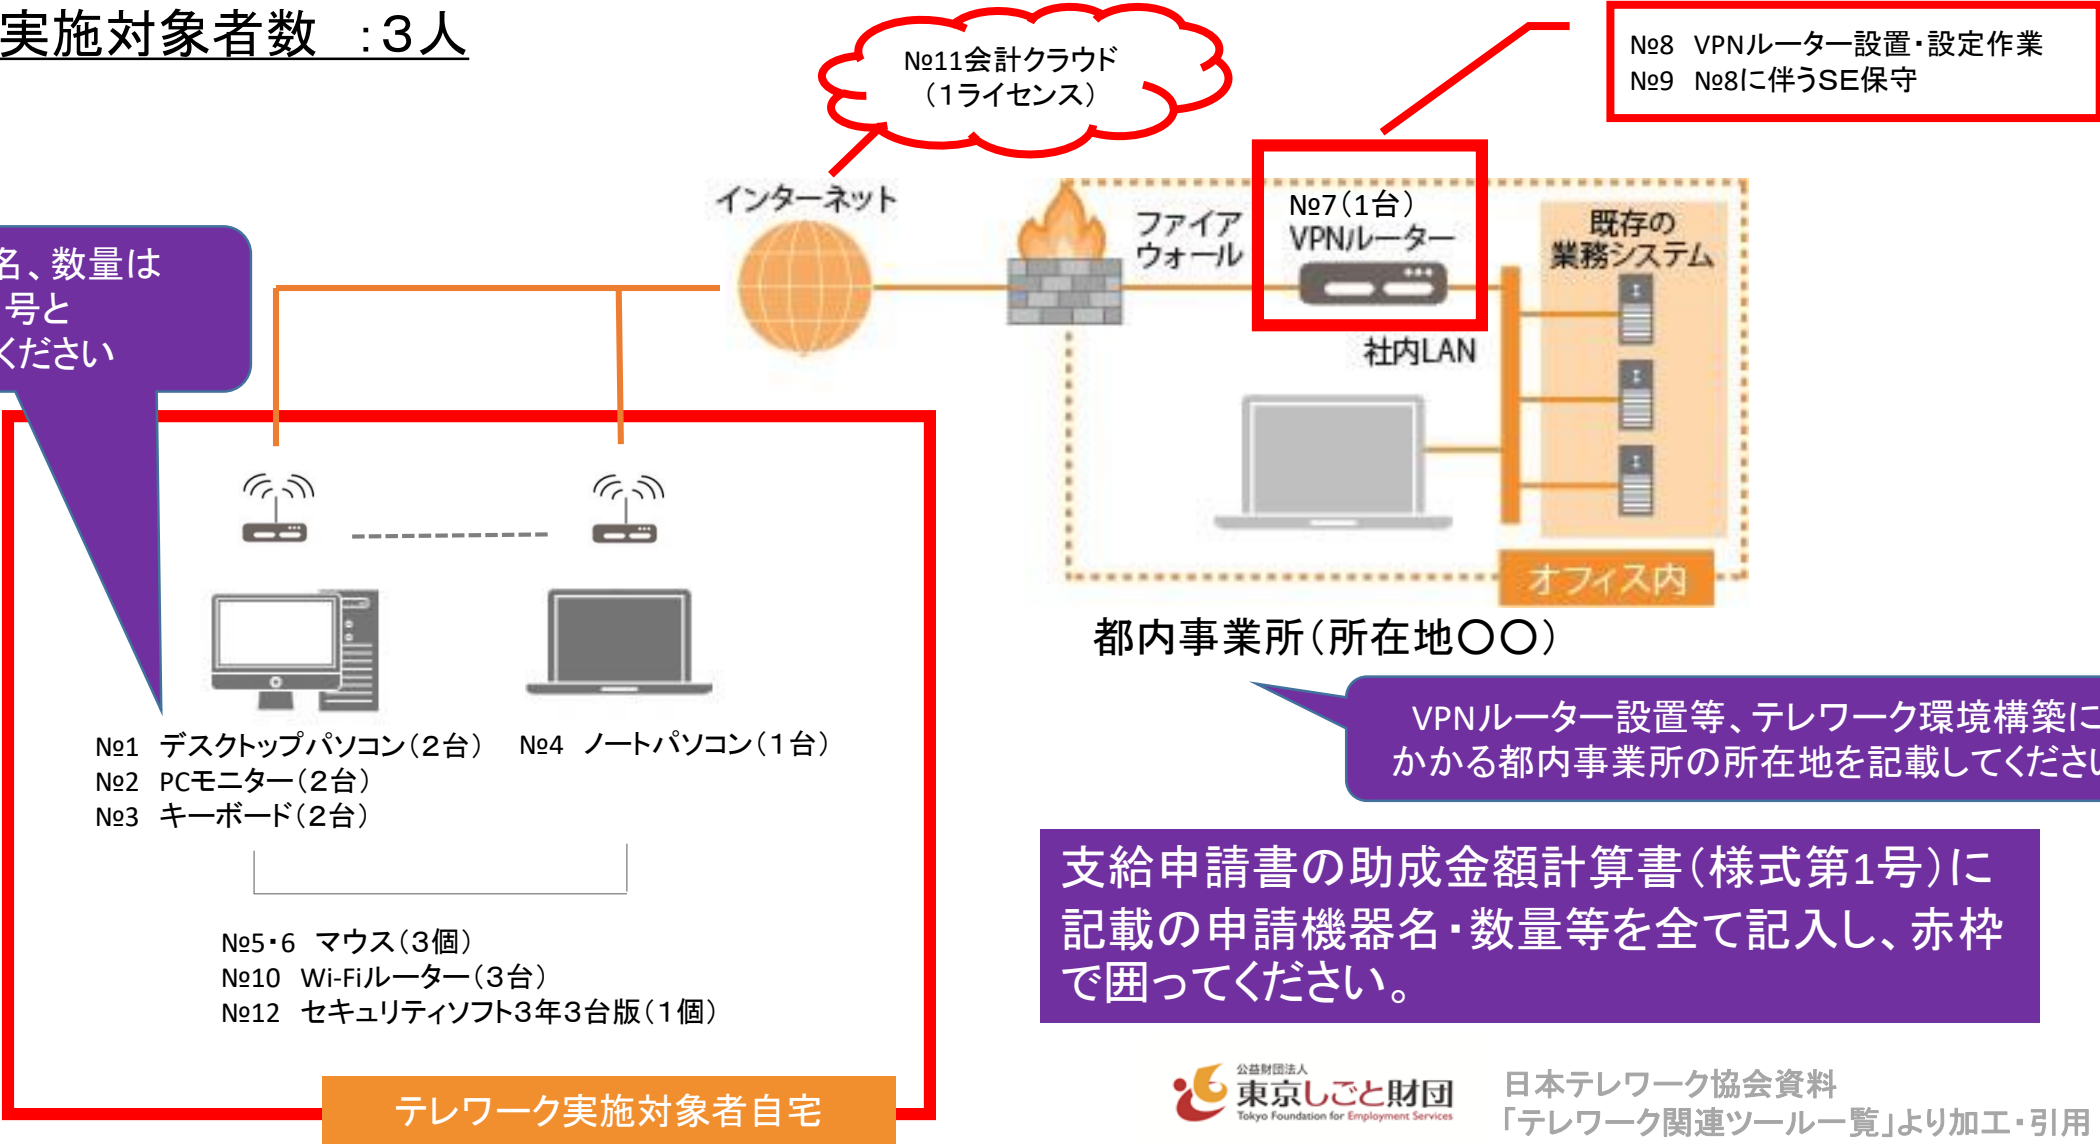 実施対象者数　:３人
№11会計クラウド
（１ライセンス）
№8　VPNルーター設置・設定作業
№9　№8に伴うSE保守
インターネット
ファイア
ウォール
№7（1台）
VPNルーター
既存の
業務システム
社内LAN
オフィス内
名、数量は
号と
ください
都内事業所（所在地〇〇）
VPNルーター設置等、テレワーク環境構築に
かかる都内事業所の所在地を記載してください
№1　デスクトップパソコン（２台）
№2　PCモニター（２台）
№3　キーボード（２台）
№4　ノートパソコン（１台）
№5・6　マウス（３個）
№10　Wi-Fiルーター（３台）
№12　セキュリティソフト３年３台版（１個）
テレワーク実施対象者自宅
支給申請書の助成金額計算書（様式第1号）に
記載の申請機器名・数量等を全て記入し、赤枠
で囲ってください。
公益財団法人
東京しごと財団
Tokyo Foundation for Employment Services
日本テレワーク協会資料
「テレワーク関連ツール一覧」より加工・引用